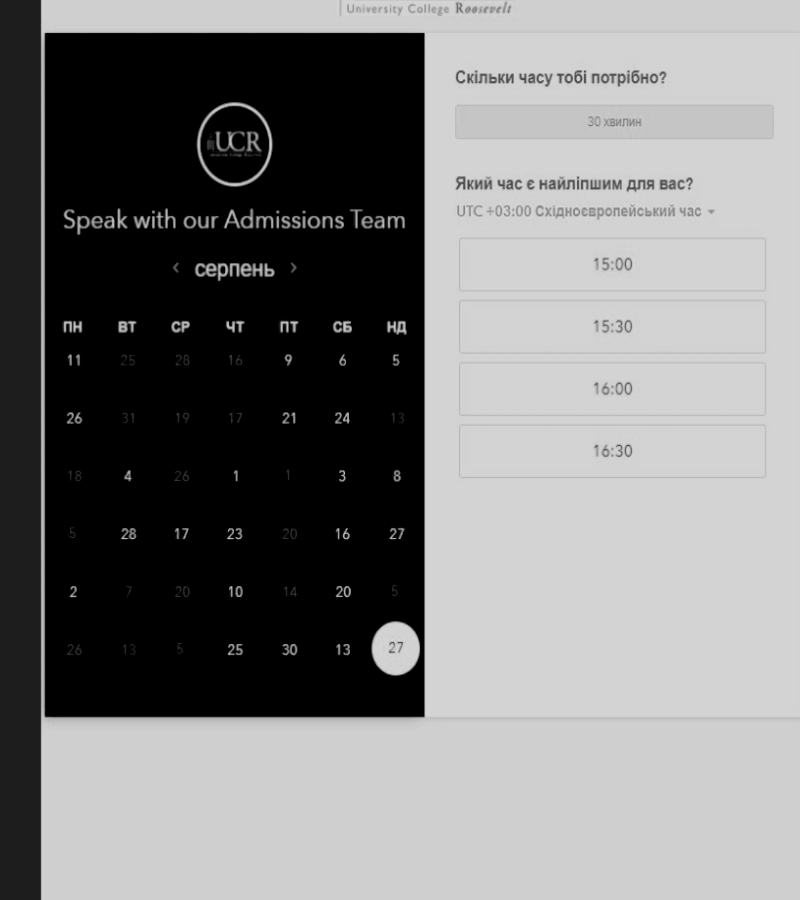 University College Roosevelt
UCR
Speak with our Admissions Team
серпень
ПН ВТ СР ЧТ ПТ СБ НД
11 25 28 16 9 6 5
26 31 19 17 21 24 13
18 4 26 1 1 3 8
5 28 17 23 20 16 27
2 7 20 10 14 20 5
26 13 5 25 30 13 27
Скільки часу тобі потрібно?
30 хвилин
Який час є найліпшим для вас?
UTC +03:00 Східноєвропейський час
15:00
15:30
16:00
16:30